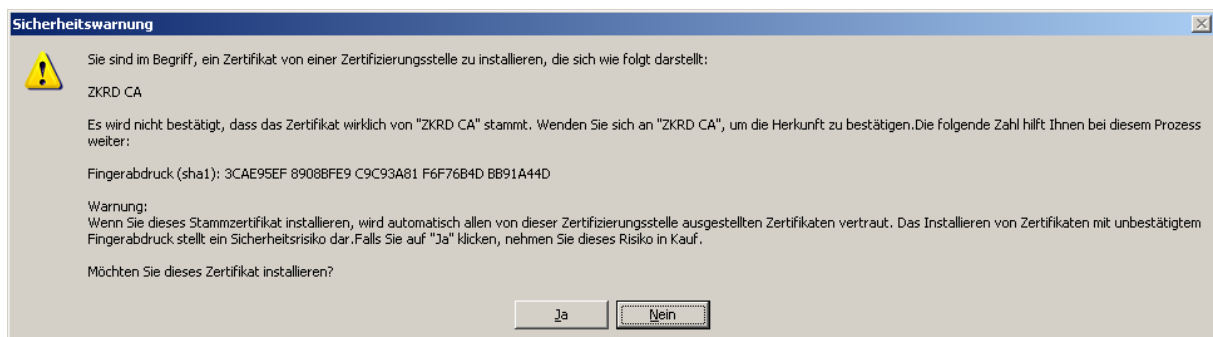 Sicherheitswarnung
Sie sind im Begriff, ein Zertifikat von einer Zertifizierungsstelle zu installieren, die sich wie folgt darstellt:
ZKRD CA
Es wird nicht bestätigt, dass das Zertifikat wirklich von "ZKRD CA" stammt. Wenden Sie sich an "ZKRD CA", um die Herkunft zu bestätigen.Die folgende Zahl hilft Ihnen bei diesem Prozess
weiter:
Fingerabdruck (sha1): 3CAE95EF 8908BFE9 C9C93A81 F6F76B4D BB91A44D
Warnung:
Wenn Sie dieses Stammzertifikat installieren, wird automatisch allen von dieser Zertifizierungsstelle ausgestellten Zertifikaten vertraut. Das Installieren von Zertifikaten mit unbestätigtem
Fingerabdruck stellt ein Sicherheitsrisiko dar.Falls Sie auf "Ja" klicken, nehmen Sie dieses Risiko in Kauf.
Möchten Sie dieses Zertifikat installieren?
Ja
Nein